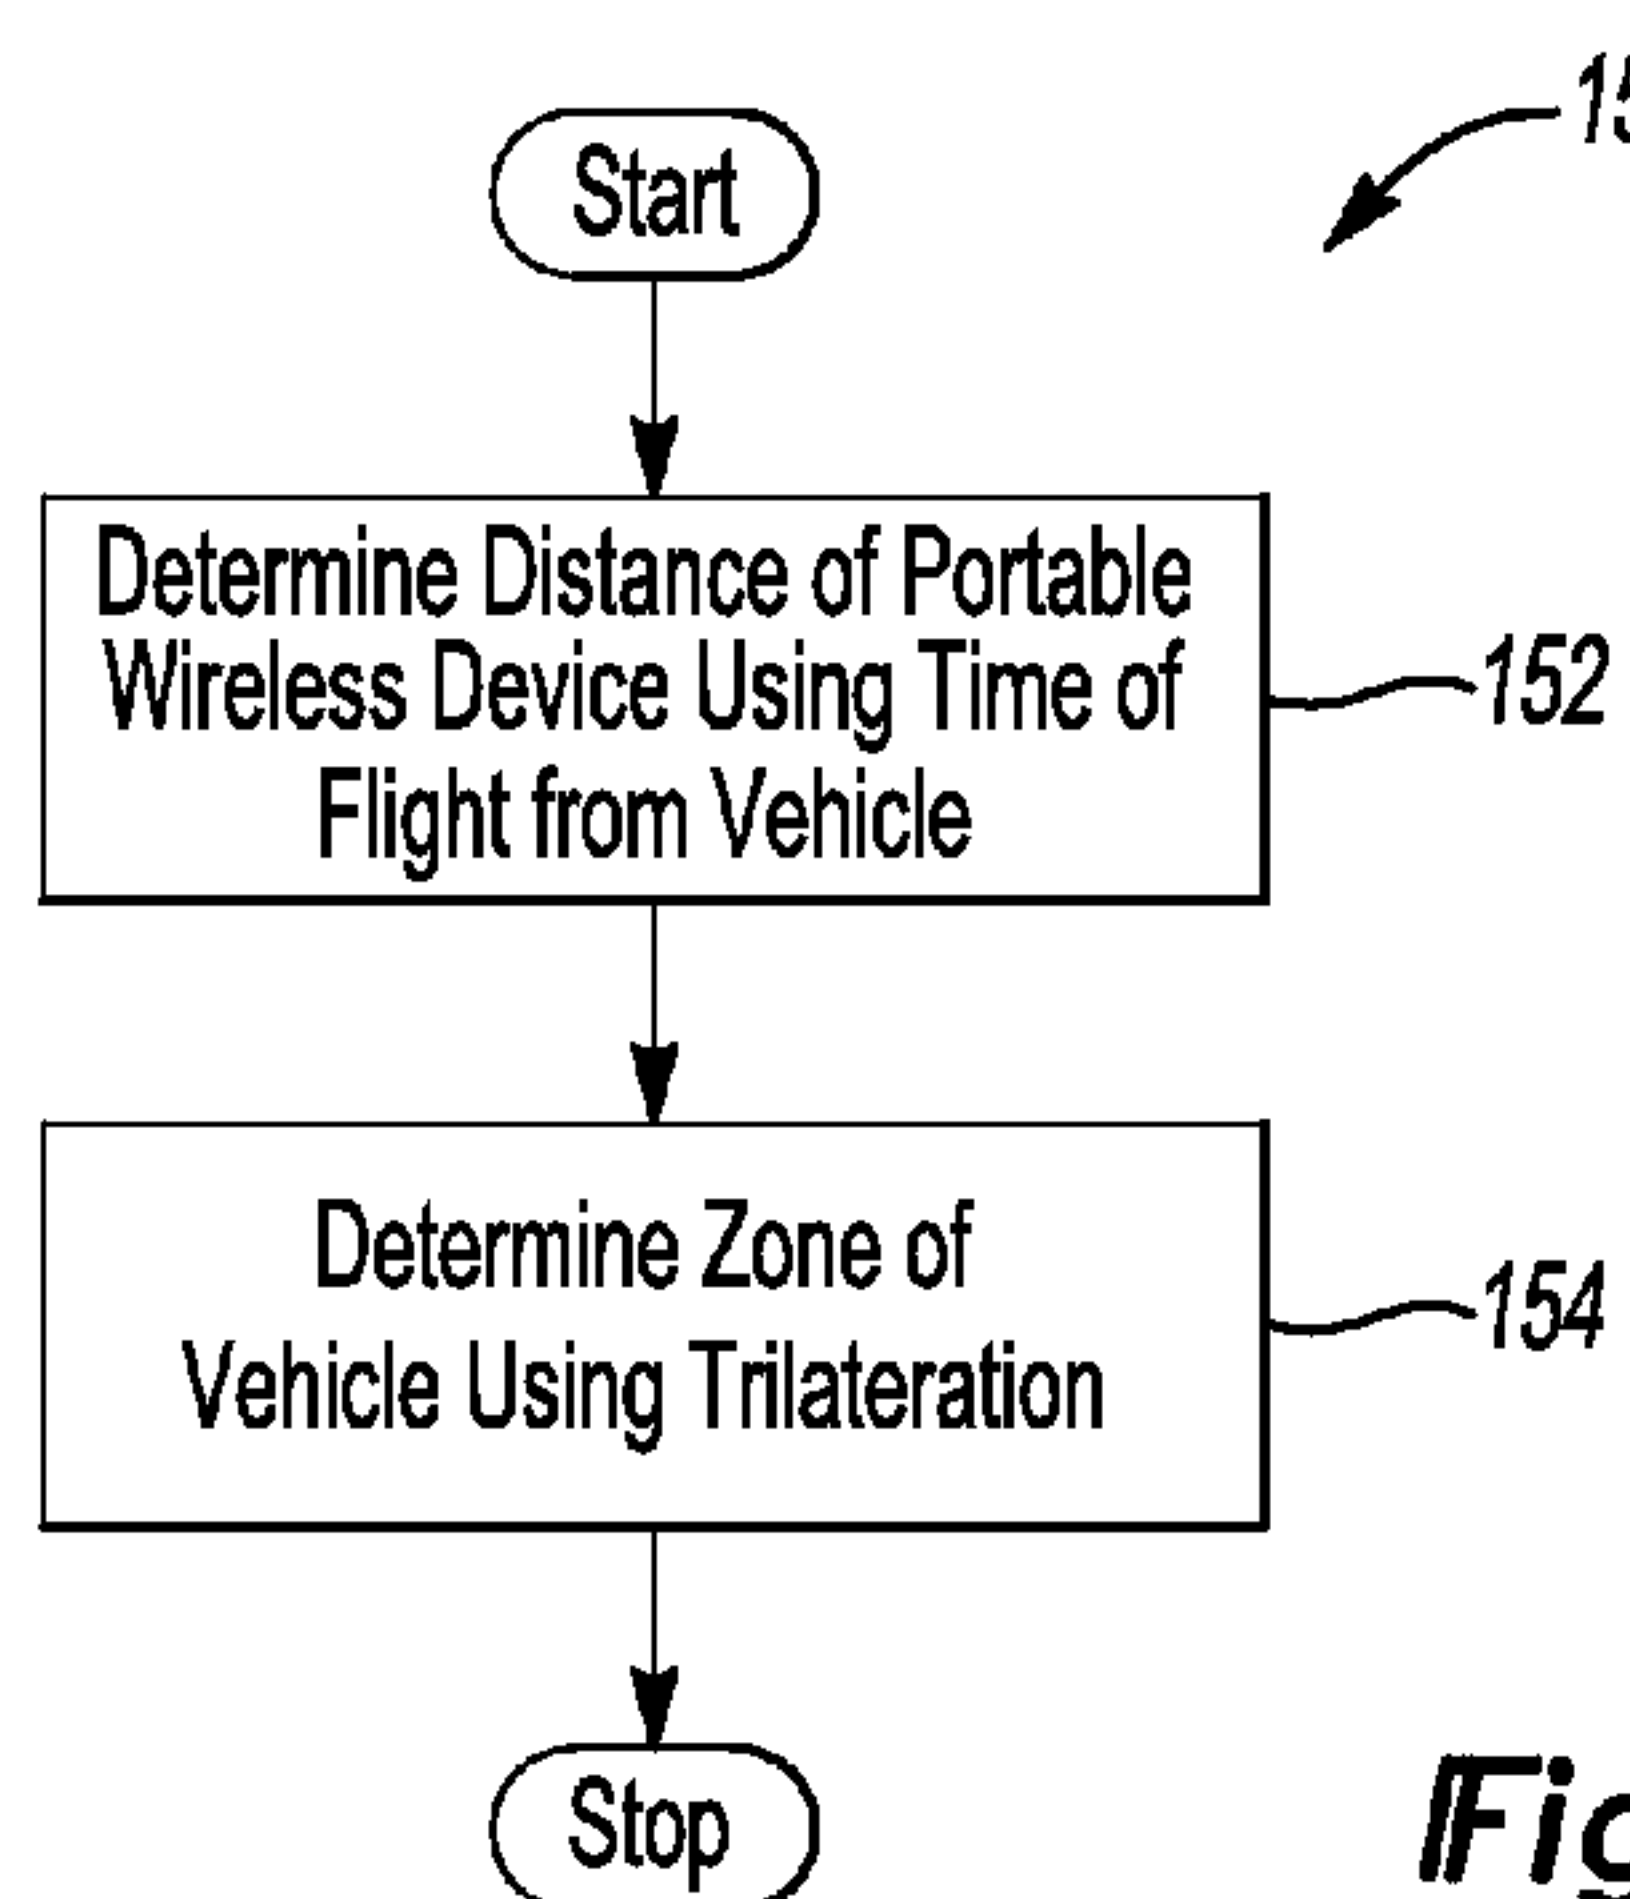 Start
Determine Distance of Portable
Wireless Device Using Time of
Flight from Vehicle
152
Determine Zone of
Vehicle Using Trilateration
154
Stop